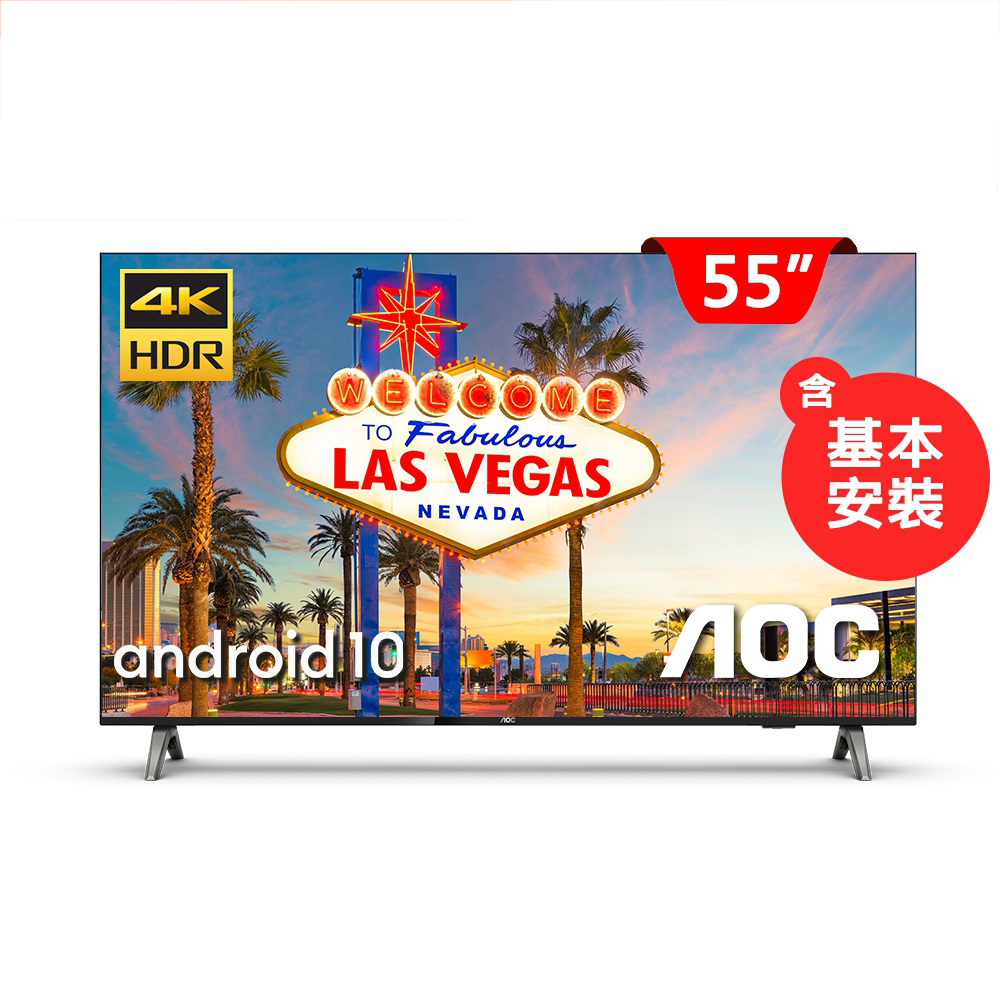 55"
4K
HDR
含
基本
安裝
WELCOME
TO Fabulous
LAS VEGAS
NEVADA
android 10
AOC
AOC